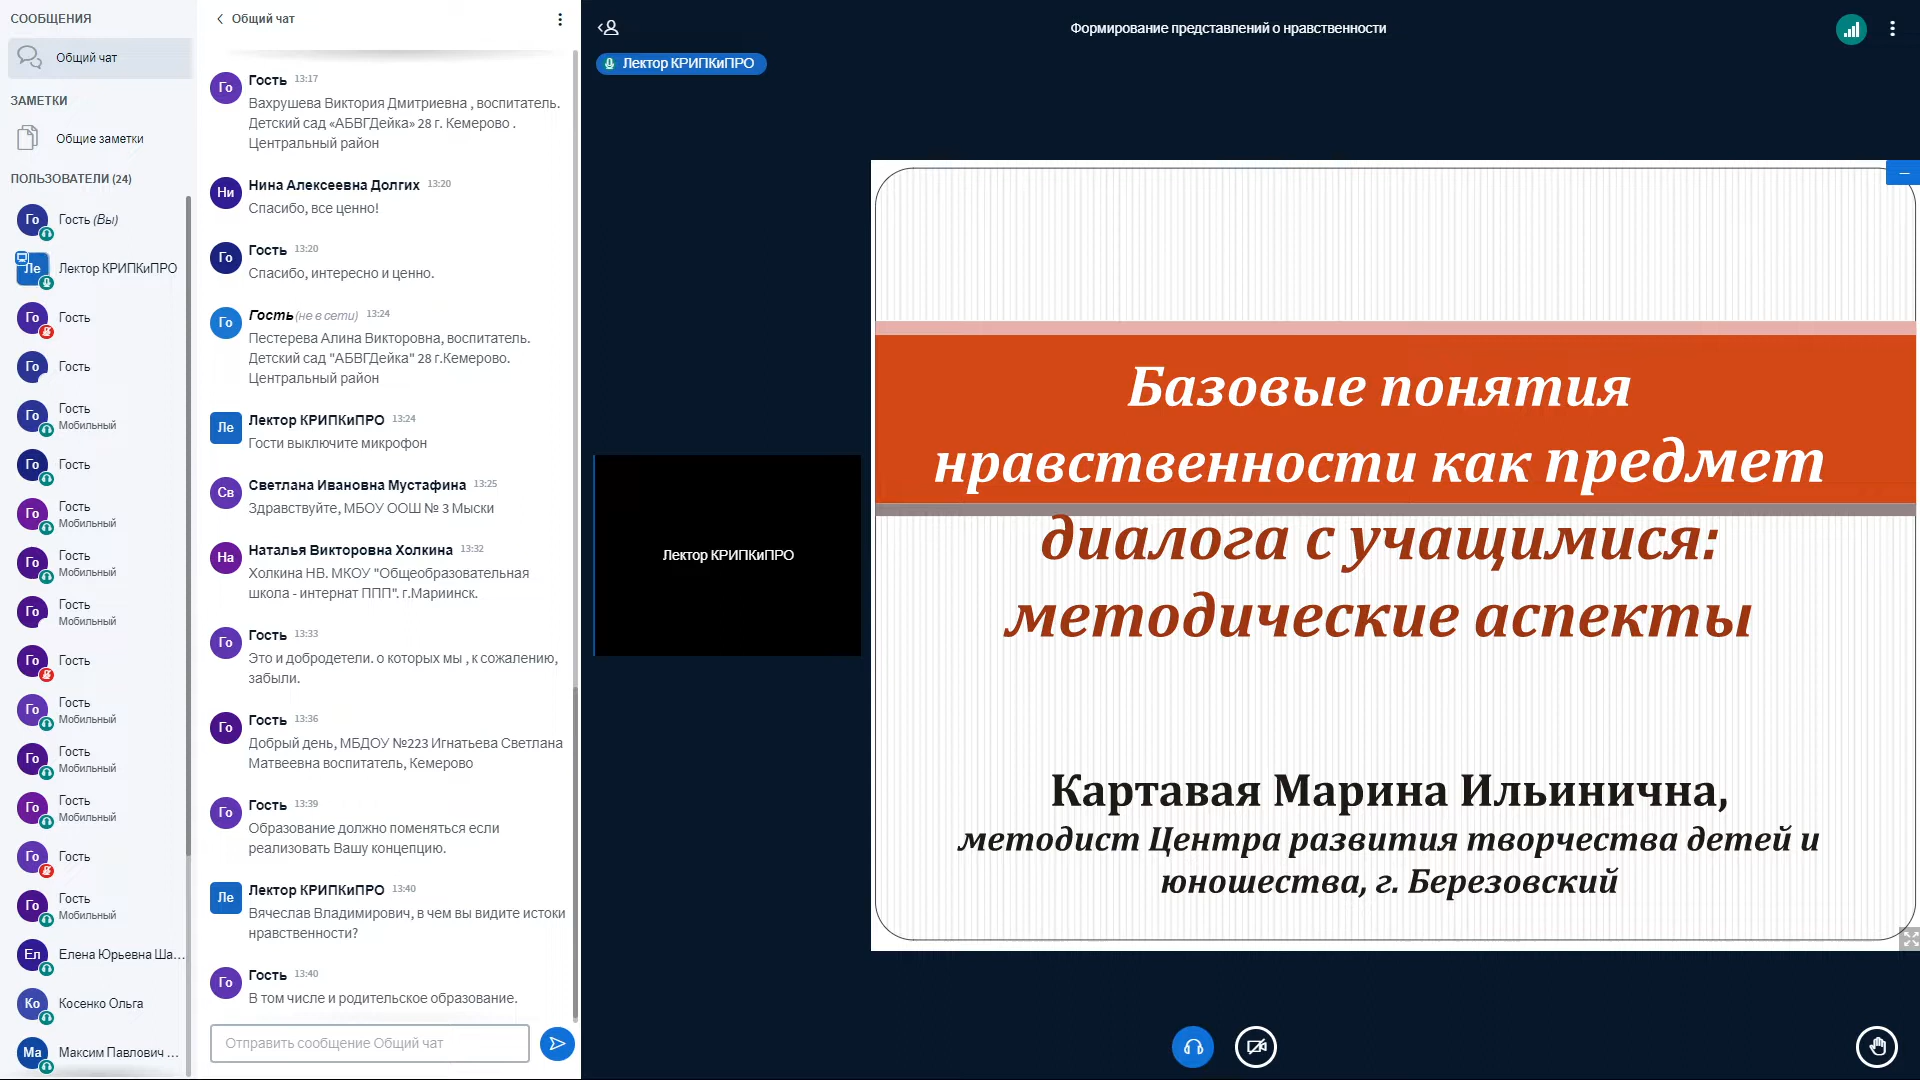 СООБЩЕНИЯ
Общий чат
ЗАМЕТКИ
Общие заметки
ПОЛЬЗОВАТЕЛИ (24)
Го
Гость (Вы)
Ле
Лектор КРИПКиПРО
Го
Гость
Го
Гость
Го
Гость
Мобильный
Го
Гость
Го
Гость
Мобильный
Го
Гость
Мобильный
Го
Гость
Мобильный
Го
Гость
Го
Гость
Мобильный
Го
Гость
Мобильный
Го
Гость
Мобильный
Го
Гость
Го
Гость
Мобильный
Ел
Елена Юрьевна Ша...
Ко
Косенко Ольга
Ма
Максим Павлович ...
Общий чат
Го
Гость 13:17
Вахрушева Виктория Дмитриевна , воспитатель.
Детский сад «АБВГДейка» 28 г. Кемерово .
Центральный район
Ни
Нина Алексеевна Долгих 13:20
Спасибо, все ценно!
Го
Гость 13:20
Спасибо, интересно и ценно.
Го
Гость (не в сети) 13:24
Пестерева Алина Викторовна, воспитатель.
Детский сад "АБВГДейка" 28 г.Кемерово.
Центральный район
Ле
Лектор КРИПКиПРО 13:24
Гости выключите микрофон
Св
Светлана Ивановна Мустафина 13:25
Здравствуйте, МБОУ ООШ № 3 Мыски
На
Наталья Викторовна Холкина 13:32
Холкина НВ. МКОУ "Общеобразовательная
школа - интернат ППП". г.Мариинск.
Го
Гость 13:33
Это и добродетели. о которых мы , к сожалению,
забыли.
Го
Гость 13:36
Добрый день, МБДОУ №223 Игнатьева Светлана
Матвеевна воспитатель, Кемерово
Го
Гость 13:39
Образование должно поменяться если
реализовать Вашу концепцию.
Ле
Лектор КРИПКиПРО 13:40
Вячеслав Владимирович, в чем вы видите истоки
нравственности?
Го
Гость 13:40
В том числе и родительское образование.
Отправить сообщение Общий чат
Формирование представлений о нравственности
Лектор КРИПКиПРО
Лектор КРИПКиПРО
Базовые понятия
нравственности как предмет
диалога с учащимися:
методические аспекты
Картавая Марина Ильинична,
методист Центра развития творчества детей и
юношества, г. Березовский